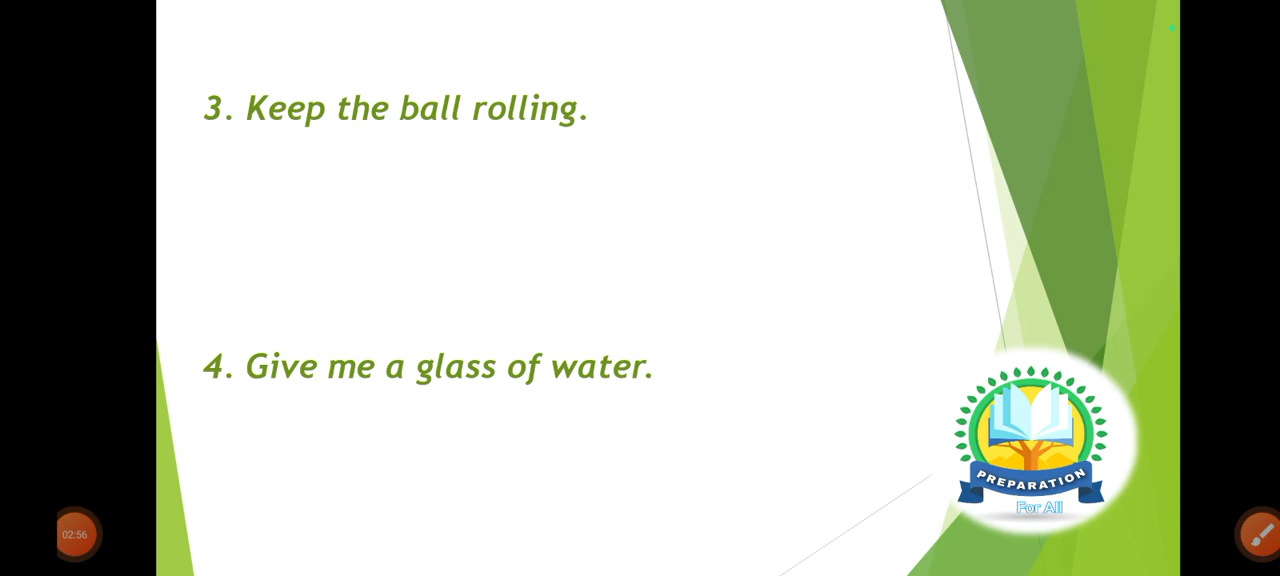 3. Keep the ball rolling.
4. Give me a glass of water.
PREPARATION
For All
02:56